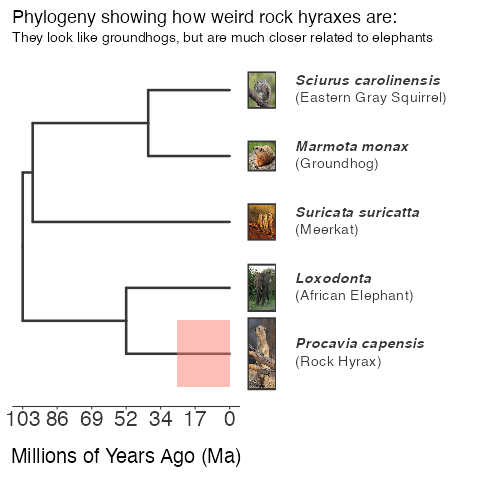 Phylogeny showing how weird rock hyraxes are:
They look like groundhogs, but are much closer related to elephants
Sciurus carolinensis
(Eastern Gray Squirrel)
Marmota monax
(Groundhog)
Suricata suricatta
(Meerkat)
Loxodonta
(African Elephant)
Procavia capensis
(Rock Hyrax)
103 86 69 52 34 17 0
Millions of Years Ago (Ma)